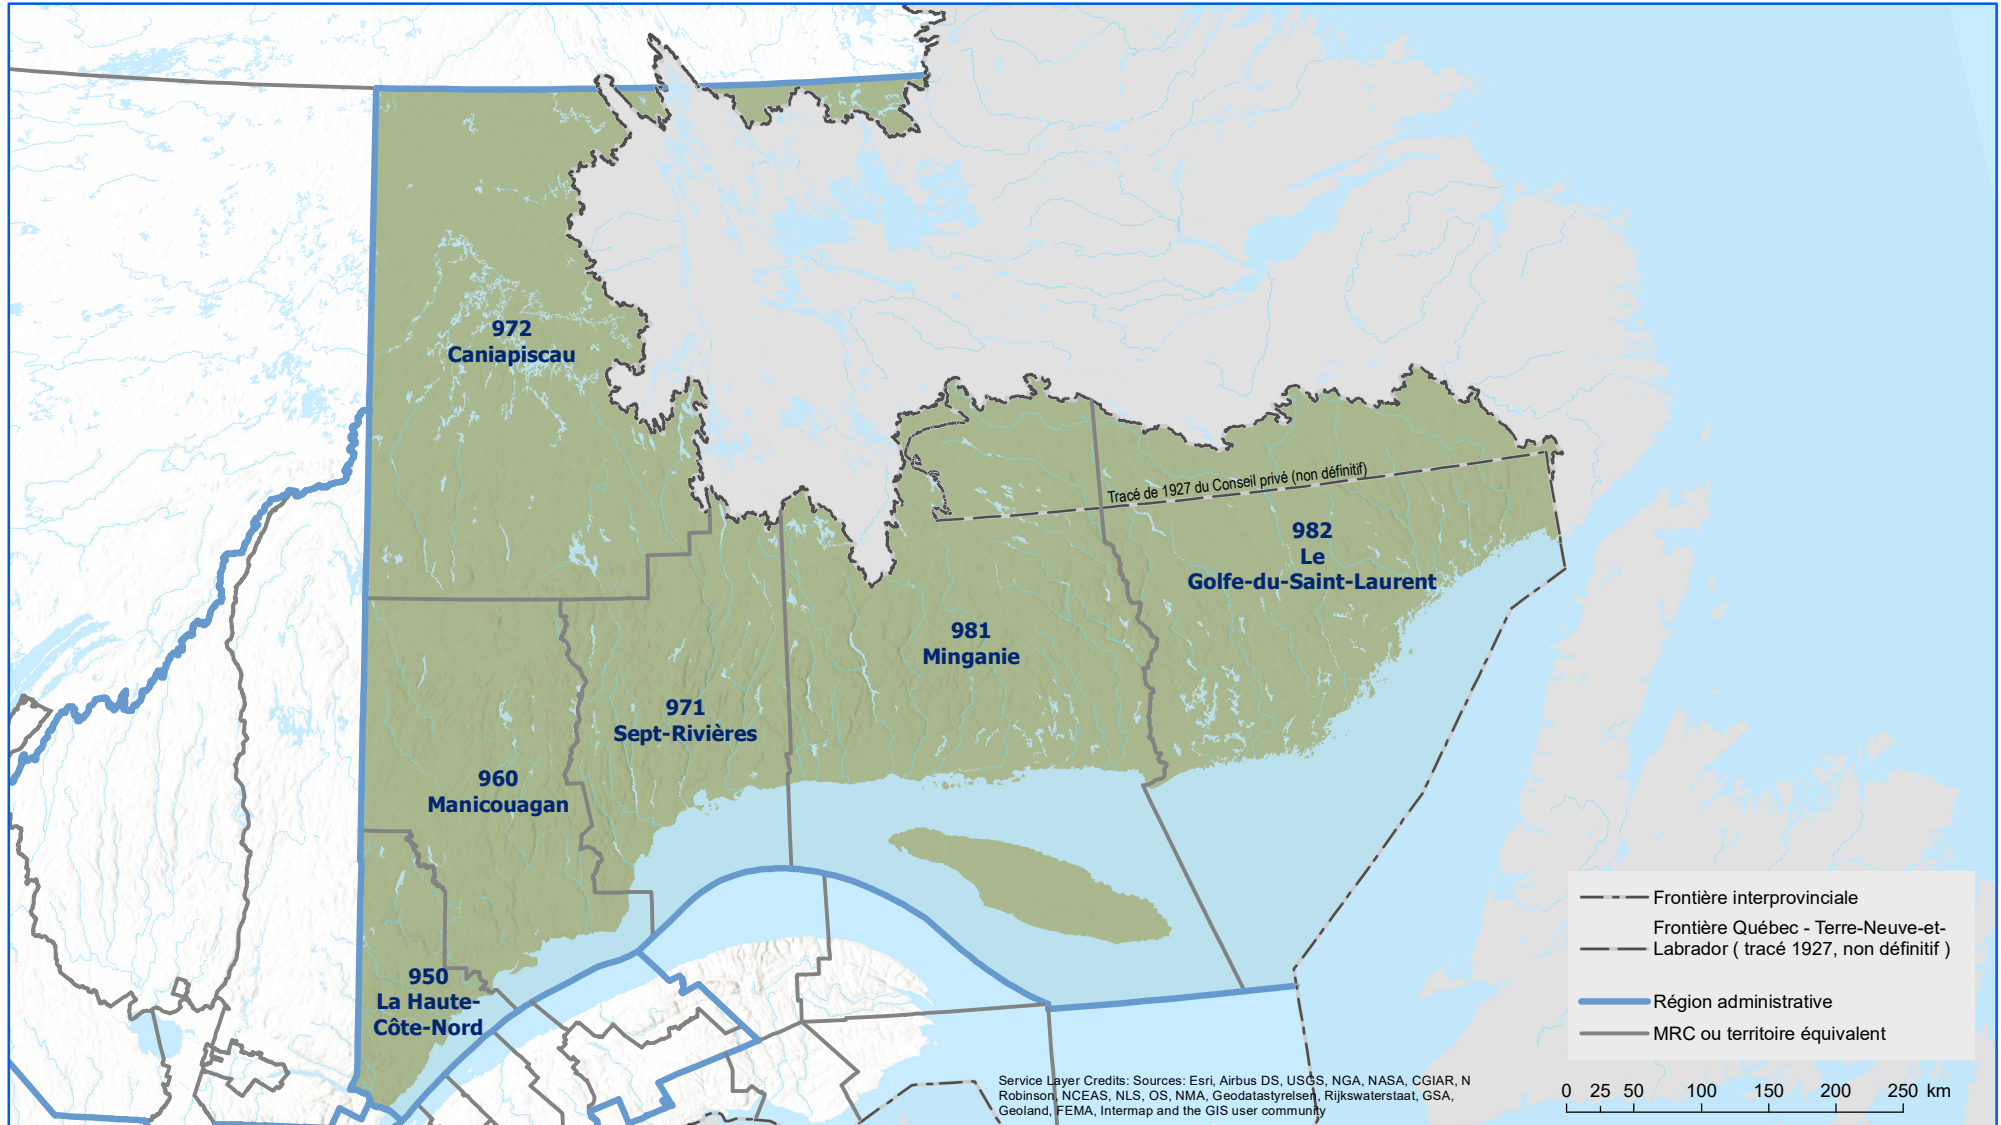 972
Caniapiscau
Tracé de 1927 du Conseil privé (non définitif)
982
Le
Golfe-du-Saint-Laurent
981
Minganie
971
Sept-Rivières
960
Manicouagan
950
La Haute-
Côte-Nord
Frontière interprovinciale
Frontière Québec - Terre-Neuve-et-
Labrador ( tracé 1927, non définitif )
Région administrative
MRC ou territoire équivalent
Service Layer Credits: Sources: Esri, Airbus DS, USGS, NGA, NASA, CGIAR, N
Robinson, NCEAS, NLS, OS, NMA, Geodatastyrelsen, Rijkswaterstaat, GSA,
Geoland, FEMA, Intermap and the GIS user community
0 25 50 100 150 200 250 km